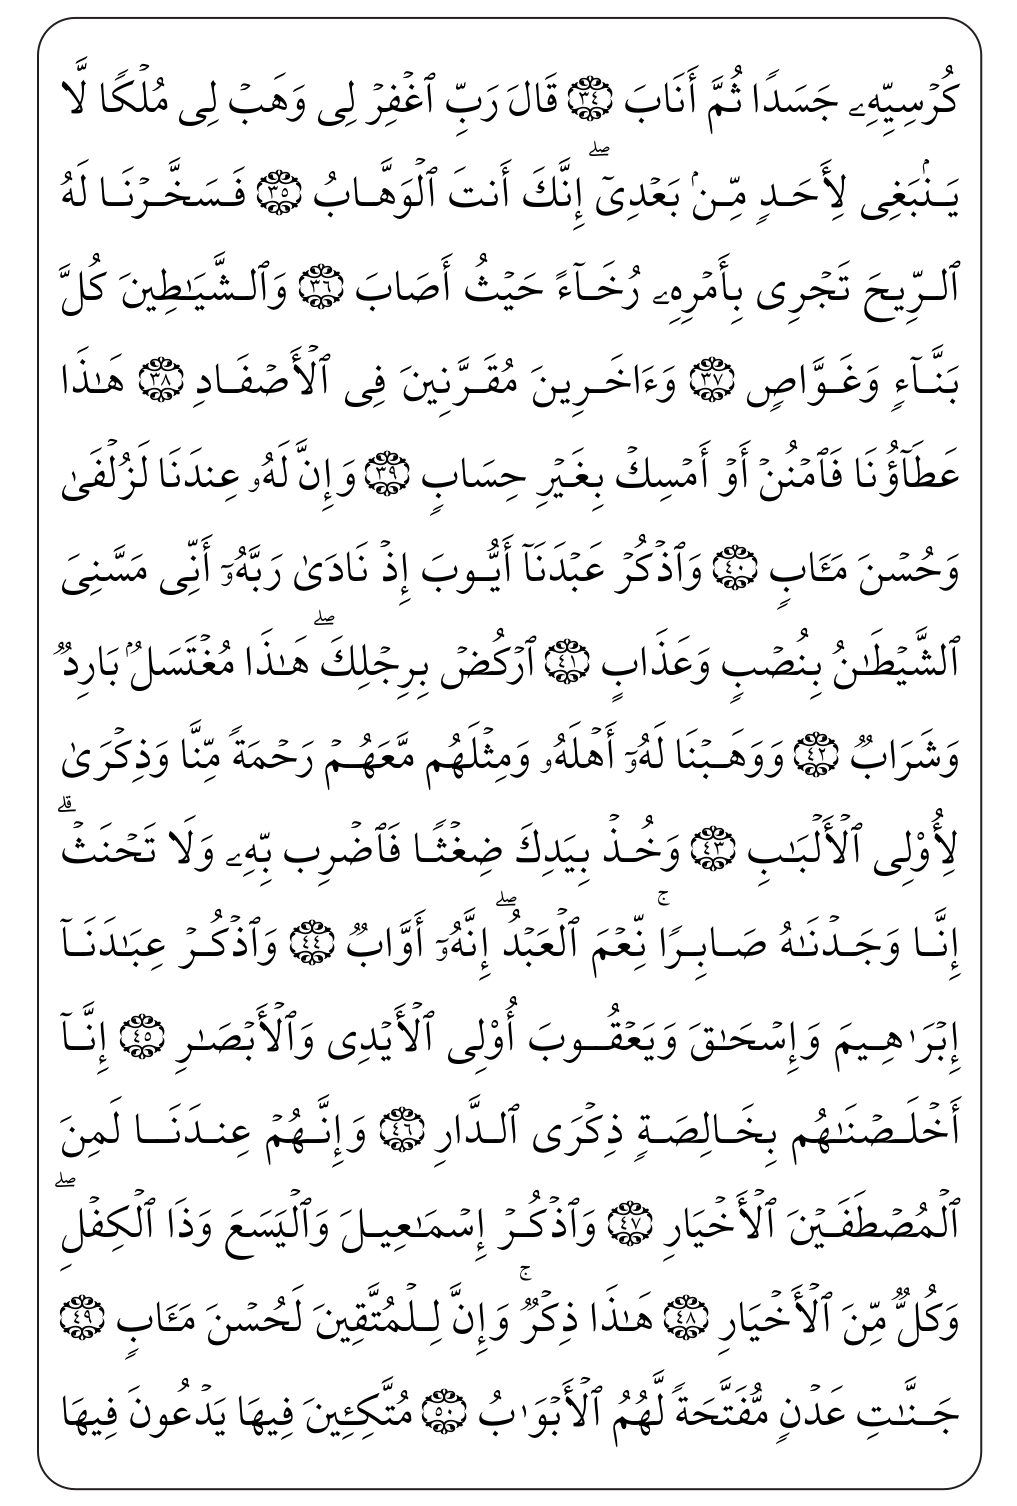 كُرۡسِيِّهِۦ جَسَدٗا ثُمَّ أَنَابَ ٣٤ قَالَ رَبِّ ٱغۡفِرۡ لِي وَهَبۡ لِي مُلۡكٗا لَّا
يَنۢبَغِي لِأَحَدٖ مِّنۢ بَعۡدِيٓۖ إِنَّكَ أَنتَ ٱلۡوَهَّابُ ٣٥ فَسَخَّرۡنَا لَهُ
ٱلرِّيحَ تَجۡرِي بِأَمۡرِهِۦ رُخَآءً حَيۡثُ أَصَابَ ٣٦ وَٱلشَّيَٰطِينَ كُلَّ
بَنَّآءٖ وَغَوَّاصٖ ٣٧ وَءَاخَرِينَ مُقَرَّنِينَ فِي ٱلۡأَصۡفَادِ ٣٨ هَٰذَا
عَطَآؤُنَا فَٱمۡنُنۡ أَوۡ أَمۡسِكۡ بِغَيۡرِ حِسَابٖ ٣٩ وَإِنَّ لَهُۥ عِندَنَا لَزُلۡفَىٰ
وَحُسۡنَ مَـَٔابٖ ٤٠ وَٱذۡكُرۡ عَبۡدَنَآ أَيُّوبَ إِذۡ نَادَىٰ رَبَّهُۥٓ أَنِّي مَسَّنِيَ
ٱلشَّيۡطَٰنُ بِنُصۡبٖ وَعَذَابٍ ٤١ ٱرۡكُضۡ بِرِجۡلِكَۖ هَٰذَا مُغۡتَسَلُۢ بَارِدٞ
وَشَرَابٞ ٤٢ وَوَهَبۡنَا لَهُۥٓ أَهۡلَهُۥ وَمِثۡلَهُم مَّعَهُمۡ رَحۡمَةٗ مِّنَّا وَذِكۡرَىٰ
لِأُوْلِي ٱلۡأَلۡبَٰبِ ٤٣ وَخُذۡ بِيَدِكَ ضِغۡثٗا فَٱضۡرِب بِّهِۦ وَلَا تَحۡنَثۡۗ
إِنَّا وَجَدۡنَٰهُ صَابِرٗاۚ نِّعۡمَ ٱلۡعَبۡدُۖ إِنَّهُۥٓ أَوَّابٞ ٤٤ وَٱذۡكُرۡ عِبَٰدَنَآ
إِبۡرَٰهِيمَ وَإِسۡحَٰقَ وَيَعۡقُوبَ أُوْلِي ٱلۡأَيۡدِي وَٱلۡأَبۡصَٰرِ ٤٥ إِنَّآ
أَخۡلَصۡنَٰهُم بِخَالِصَةٖ ذِكۡرَى ٱلدَّارِ ٤٦ وَإِنَّهُمۡ عِندَنَا لَمِنَ
ٱلۡمُصۡطَفَيۡنَ ٱلۡأَخۡيَارِ ٤٧ وَٱذۡكُرۡ إِسۡمَٰعِيلَ وَٱلۡيَسَعَ وَذَا ٱلۡكِفۡلِۖ
وَكُلّٞ مِّنَ ٱلۡأَخۡيَارِ ٤٨ هَٰذَا ذِكۡرٞۚ وَإِنَّ لِلۡمُتَّقِينَ لَحُسۡنَ مَـَٔابٖ ٤٩
جَنَّٰتِ عَدۡنٖ مُّفَتَّحَةٗ لَّهُمُ ٱلۡأَبۡوَٰبُ ٥٠ مُتَّكِـِٔينَ فِيهَا يَدۡعُونَ فِيهَا